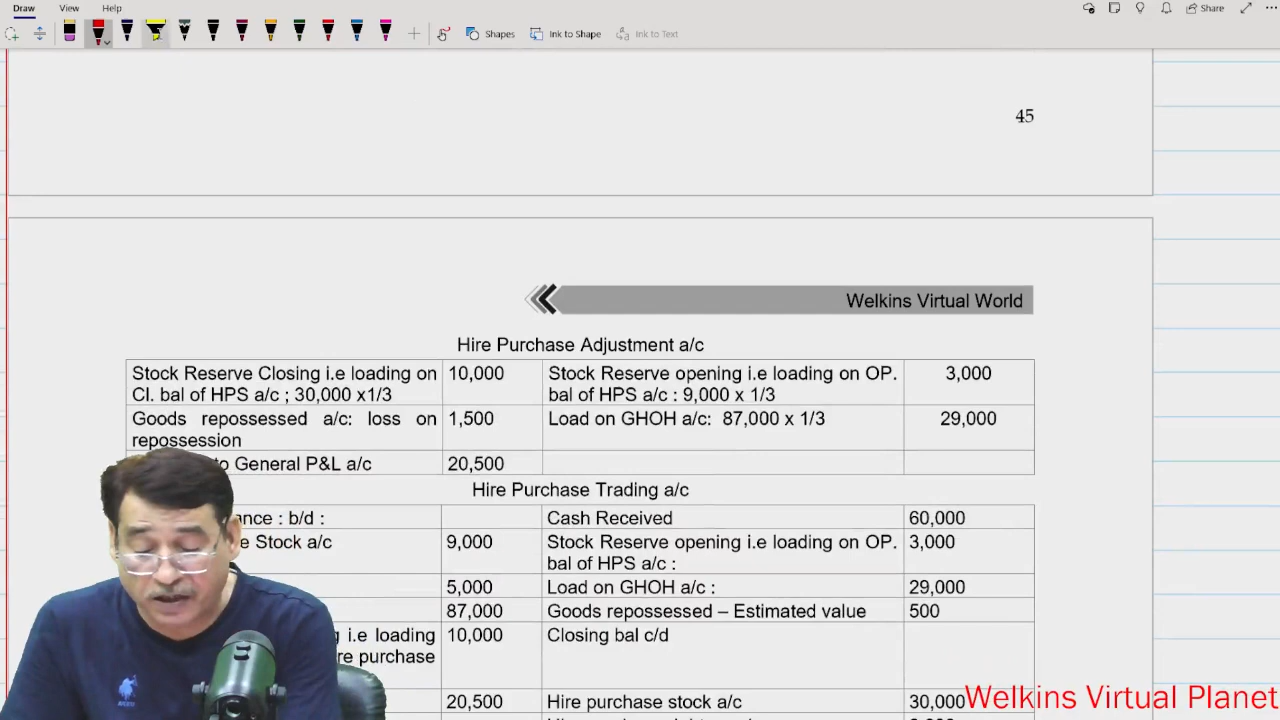 Draw View Help
Share
Shapes Ink to Shape Ink to Text
45
Welkins Virtual World
Hire Purchase Adjustment a/c
Stock Reserve Closing i.e loading on 10,000 Stock Reserve opening i.e loading on OP. 3,000
Cl. bal of HPS a/c ; 30,000 x1/3 bal of HPS a/c : 9,000 x 1/3
Goods repossessed a/c: loss on 1,500 Load on GHOH a/c: 87,000 x 1/3 29,000
repossession
to General P&L a/c 20,500
Hire Purchase Trading a/c
: b/d : Cash Received 60,000
Stock a/c 9,000 Stock Reserve opening i.e loading on OP. 3,000
bal of HPS a/c :
5,000 Load on GHOH a/c : 29,000
87,000 Goods repossessed – Estimated value 500
i.e loading 10,000 Closing bal c/d
purchase
20,500 Hire purchase stock a/c 30,000
Welkins Virtual Planet